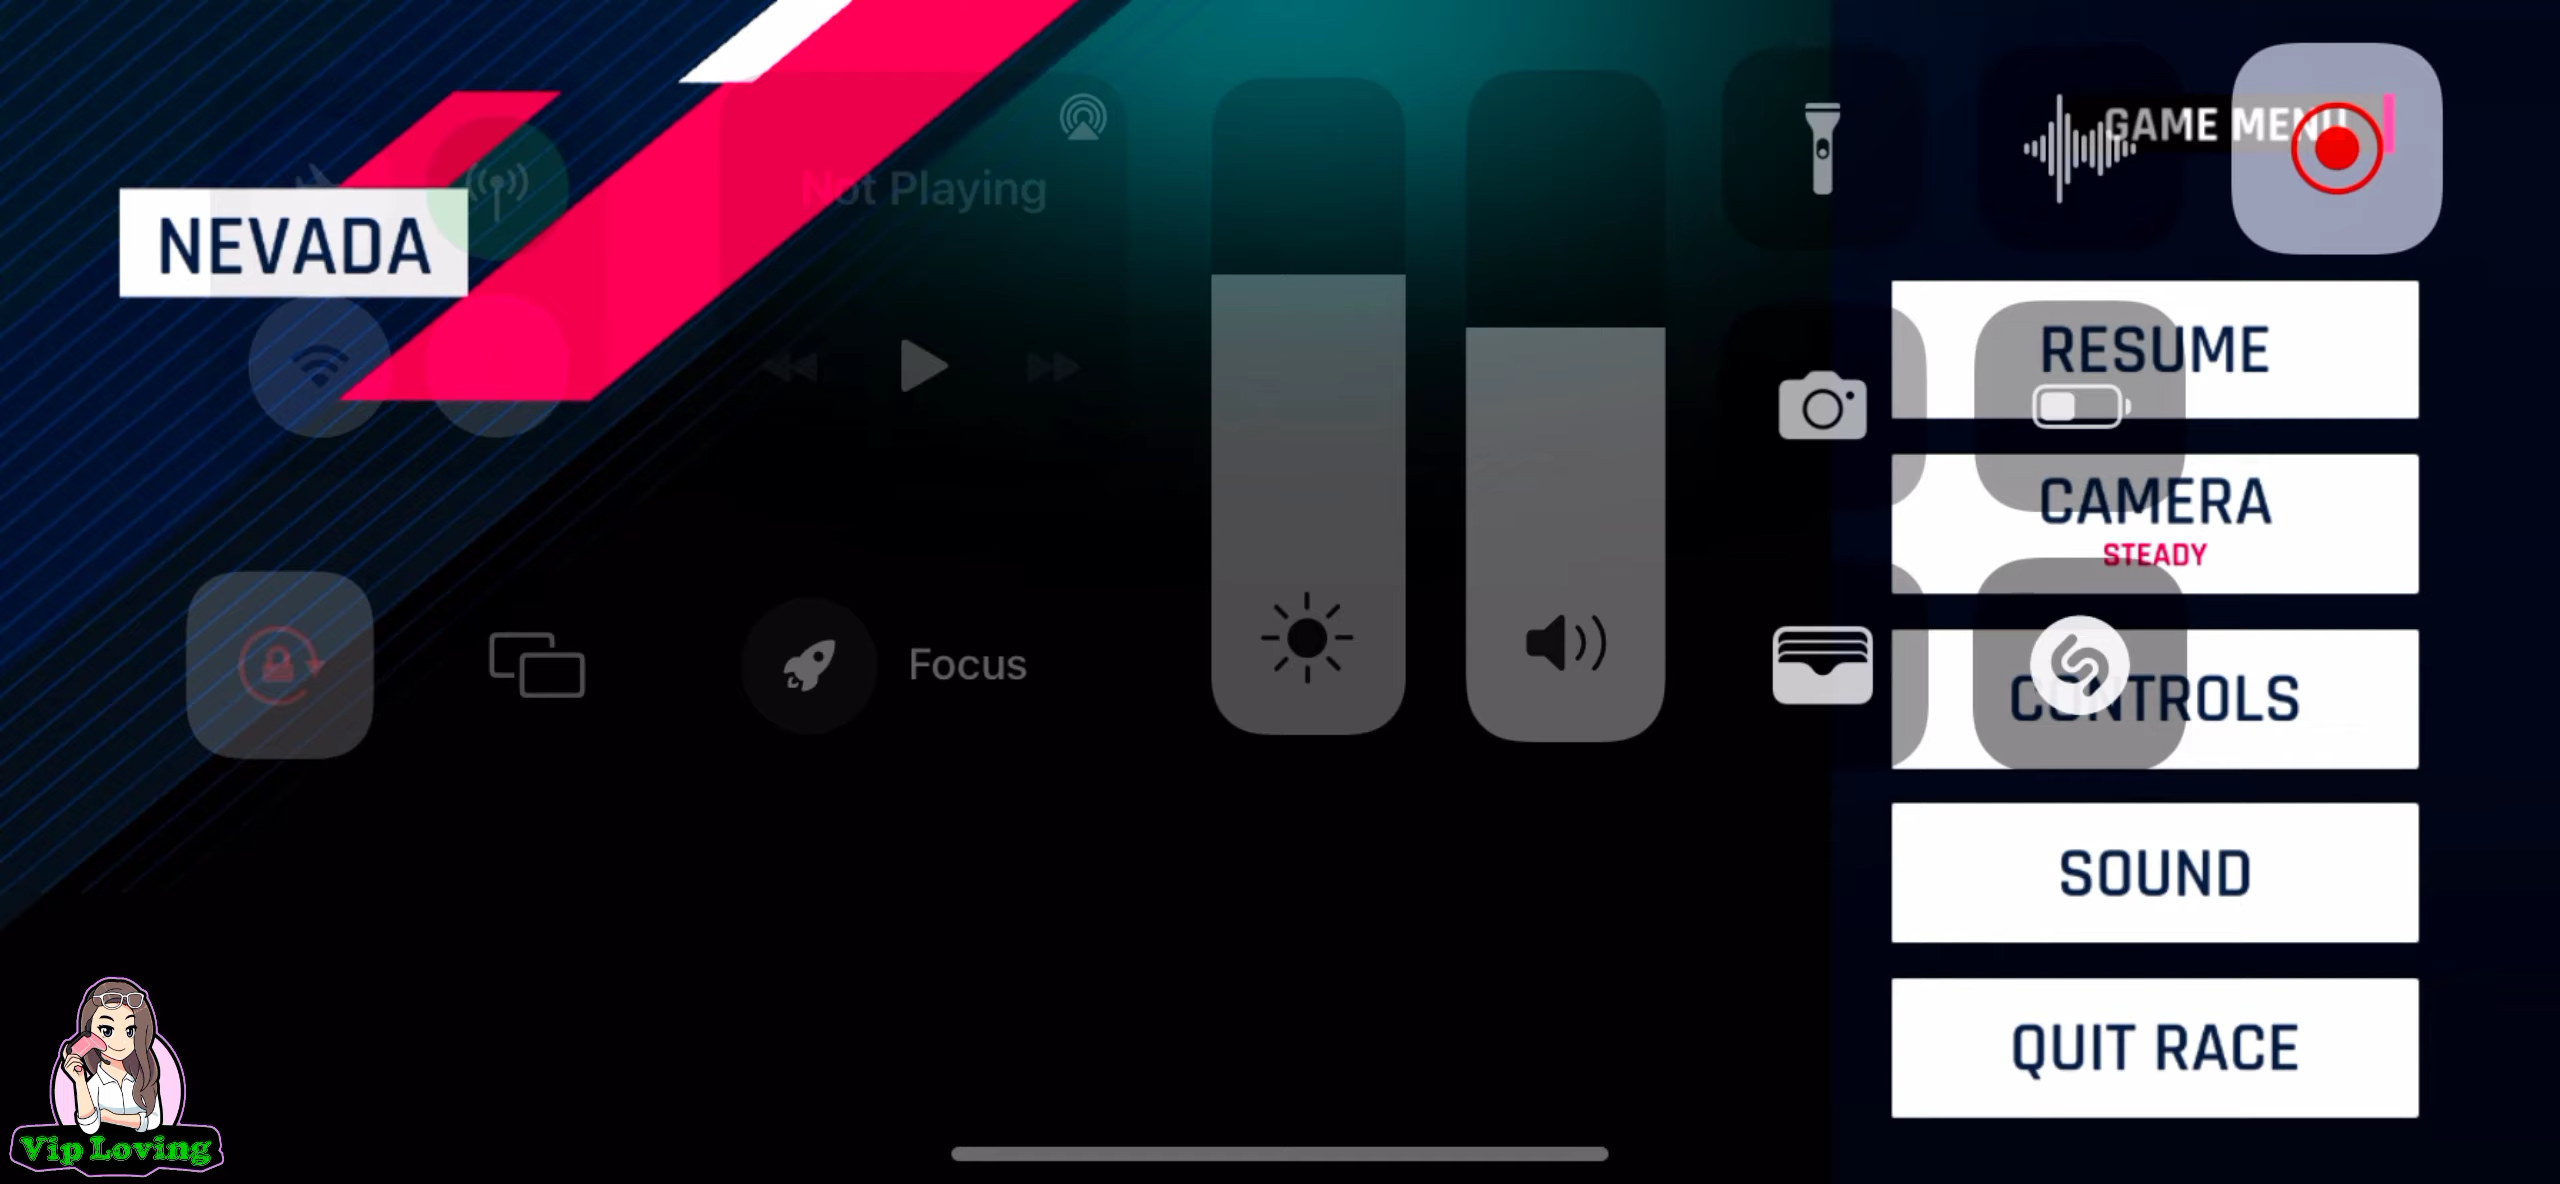 GAME MENU
Not Playing
NEVADA
RESUME
CAMERA
STEADY
Focus
CONTROLS
SOUND
QUIT RACE
Vip Loving